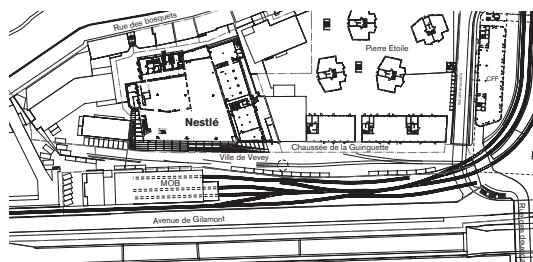 Rue des bosquets
Pierre Etoile
CFF
Nestlé
Chaussée de la Guinguette
Ville de Vevey
MOB
Avenue de Gilamont